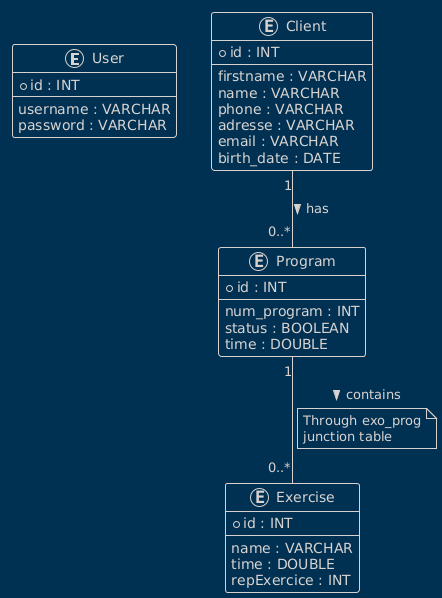 E User
id : INT
username : VARCHAR
password : VARCHAR
E Client
id : INT
firstname : VARCHAR
name : VARCHAR
phone : VARCHAR
adresse : VARCHAR
email : VARCHAR
birth_date : DATE
1
has
0..*
E Program
id : INT
num_program : INT
status : BOOLEAN
time : DOUBLE
1
contains
Through exo_prog
junction table
0..*
E Exercise
id : INT
name : VARCHAR
time : DOUBLE
repExercice : INT